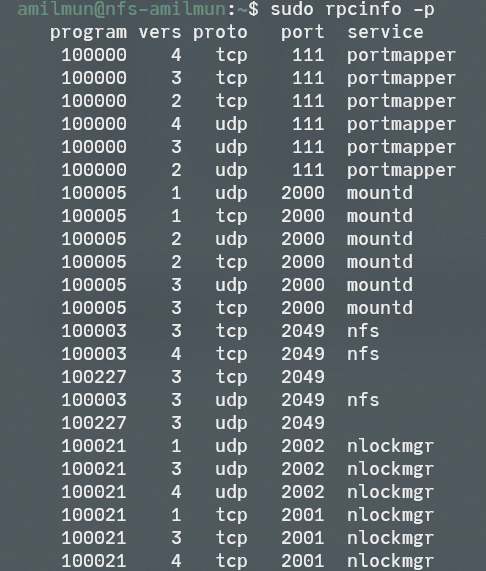 amilmun@nfs-amilmun:~$ sudo rpcinfo -p
program vers proto port service
100000 4 tcp 111 portmapper
100000 3 tcp 111 portmapper
100000 2 tcp 111 portmapper
100000 4 udp 111 portmapper
100000 3 udp 111 portmapper
100000 2 udp 111 portmapper
100005 1 udp 2000 mountd
100005 1 tcp 2000 mountd
100005 2 udp 2000 mountd
100005 2 tcp 2000 mountd
100005 3 udp 2000 mountd
100005 3 tcp 2000 mountd
100003 3 tcp 2049 nfs
100003 4 tcp 2049 nfs
100227 3 tcp 2049
100003 3 udp 2049 nfs
100227 3 udp 2049
100021 1 udp 2002 nlockmgr
100021 3 udp 2002 nlockmgr
100021 4 udp 2002 nlockmgr
100021 1 tcp 2001 nlockmgr
100021 3 tcp 2001 nlockmgr
100021 4 tcp 2001 nlockmgr